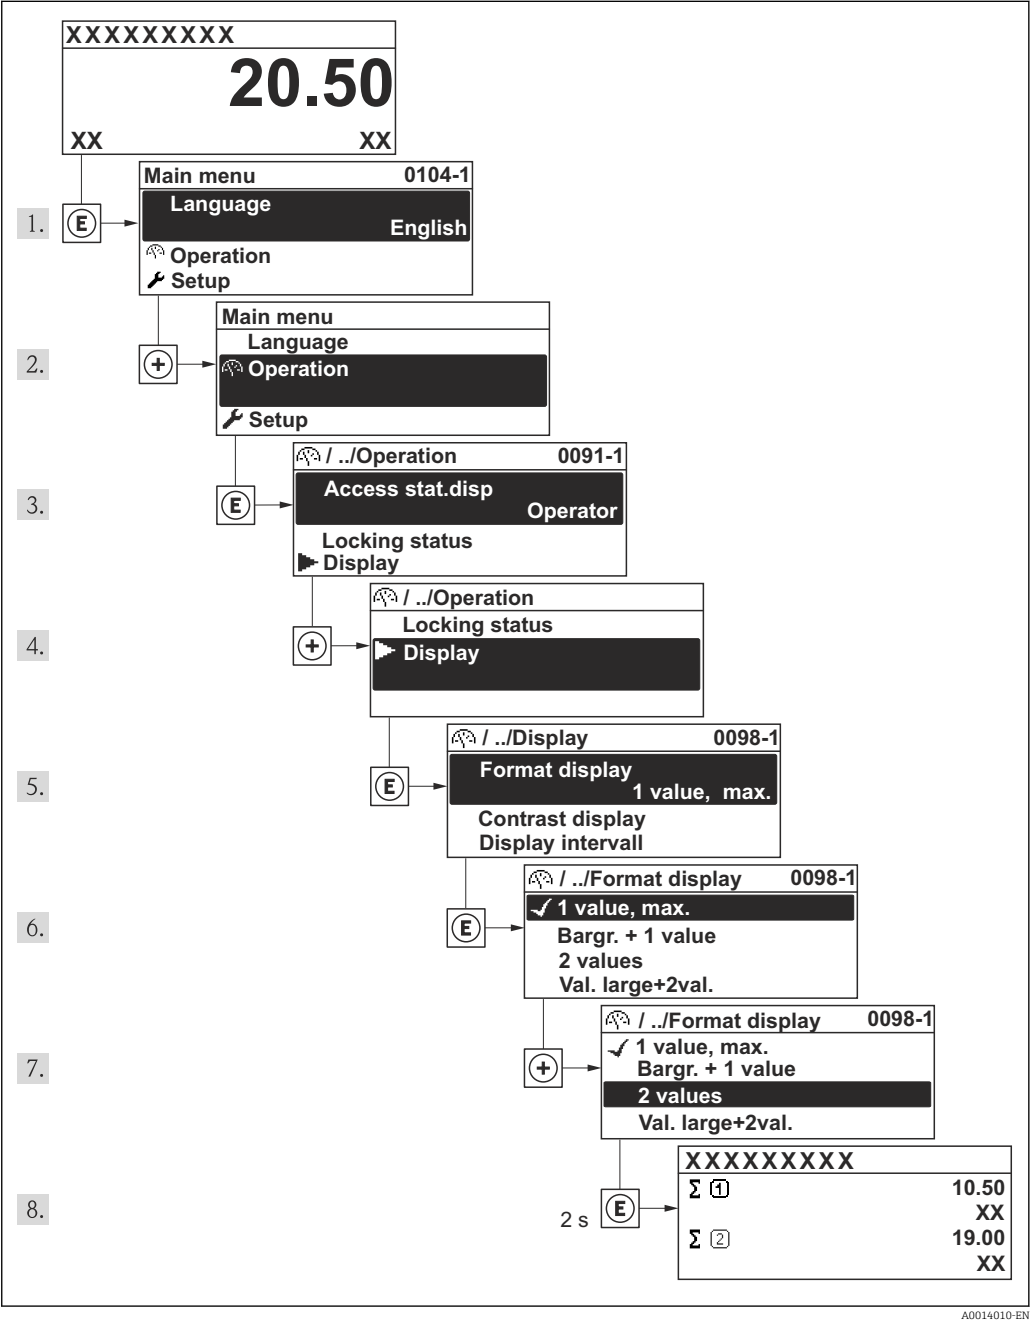 XXXXXXXXX
20.50
XX XX
Main menu 0104-1
Language
English
Operation
Setup
1. E
Main menu
Language
Operation
Setup
2. +
/ ../Operation 0091-1
Access stat.disp
Operator
Locking status
Display
3. E
/ ../Operation
Locking status
Display
4. +
/ ../Display 0098-1
Format display
1 value, max.
Contrast display
Display intervall
5. E
/ ../Format display 0098-1
1 value, max.
Bargr. + 1 value
2 values
Val. large+2val.
6. E
/ ../Format display 0098-1
1 value, max.
Bargr. + 1 value
2 values
Val. large+2val.
7. +
XXXXXXXXX
Σ 1 10.50
XX
Σ 2 19.00
XX
8. 2 s E
A0014010-EN